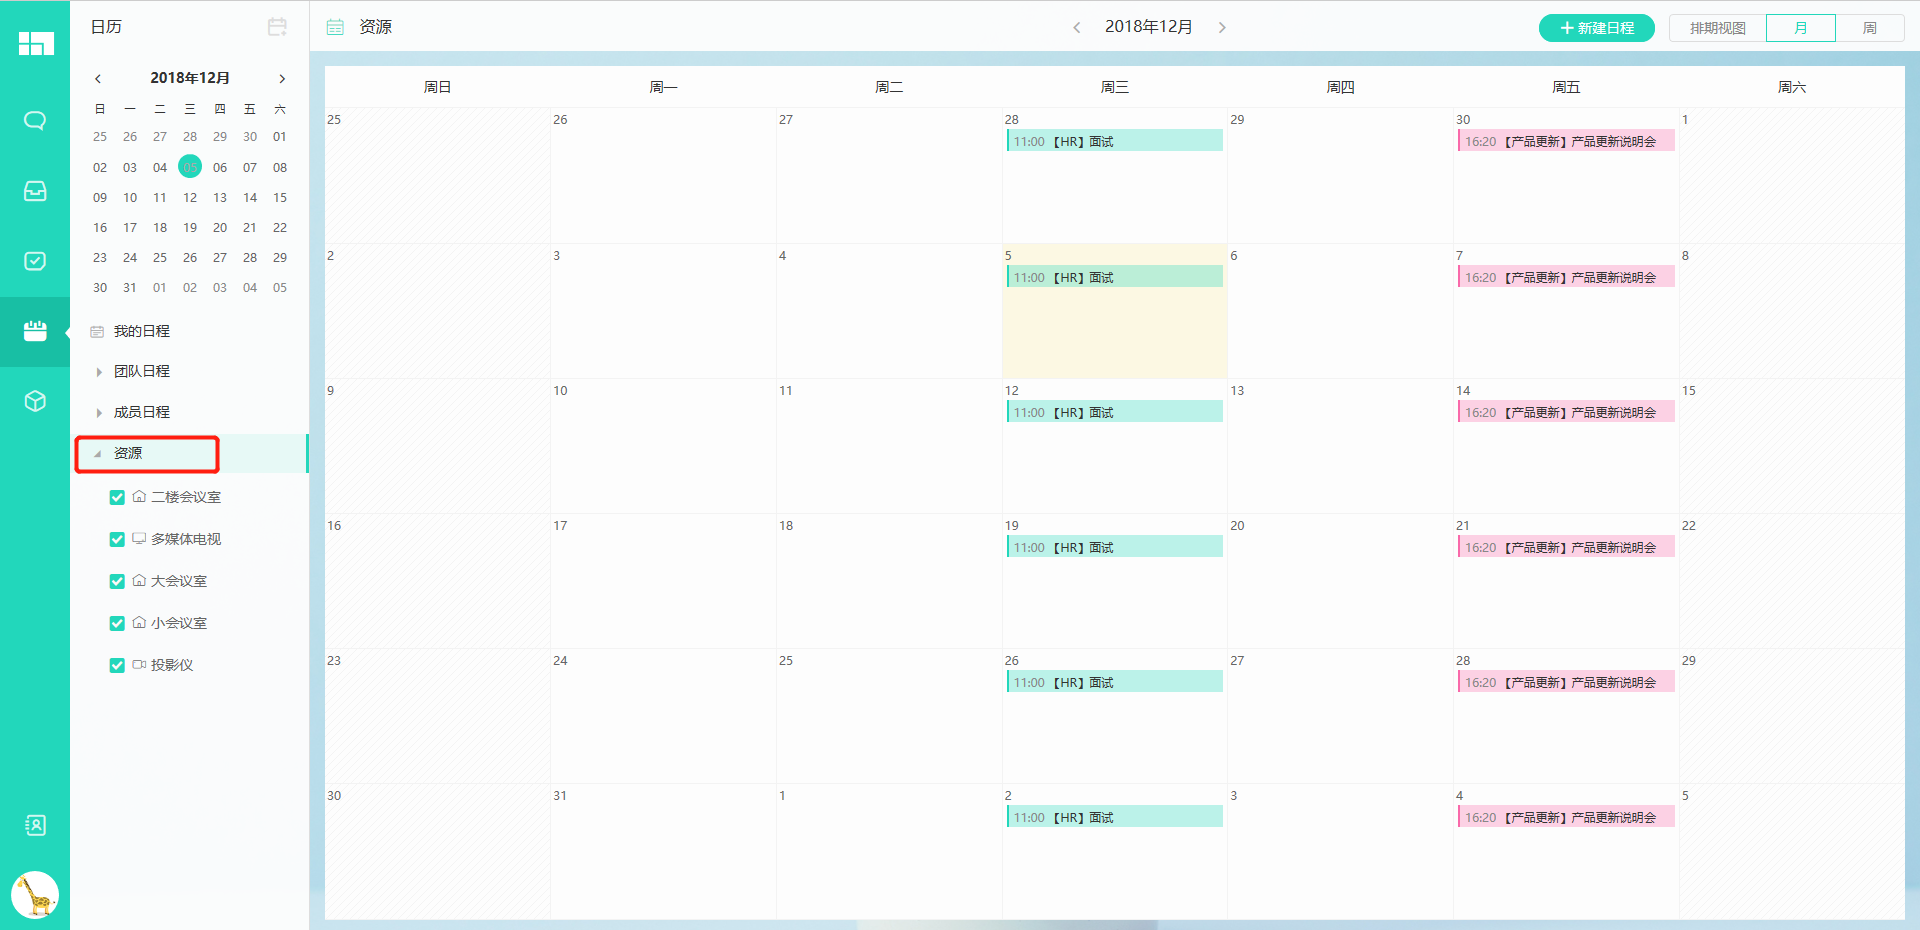 日历
2018年12月
日 一 二 三 四 五 六
25 26 27 28 29 30 01
02 03 04 05 06 07 08
09 10 11 12 13 14 15
16 17 18 19 20 21 22
23 24 25 26 27 28 29
30 31 01 02 03 04 05
我的日程
团队日程
成员日程
资源
二楼会议室
多媒体电视
大会议室
小会议室
投影仪
资源
2018年12月
新建日程
排期视图 月 周
周日 周一 周二 周三 周四 周五 周六
25 26 27 28 29 30 1
11:00 【HR】面试
16:20 【产品更新】产品更新说明会
2 3 4 5 6 7 8
11:00 【HR】面试
16:20 【产品更新】产品更新说明会
9 10 11 12 13 14 15
11:00 【HR】面试
16:20 【产品更新】产品更新说明会
16 17 18 19 20 21 22
11:00 【HR】面试
16:20 【产品更新】产品更新说明会
23 24 25 26 27 28 29
11:00 【HR】面试
16:20 【产品更新】产品更新说明会
30 31 1 2 3 4 5
11:00 【HR】面试
16:20 【产品更新】产品更新说明会